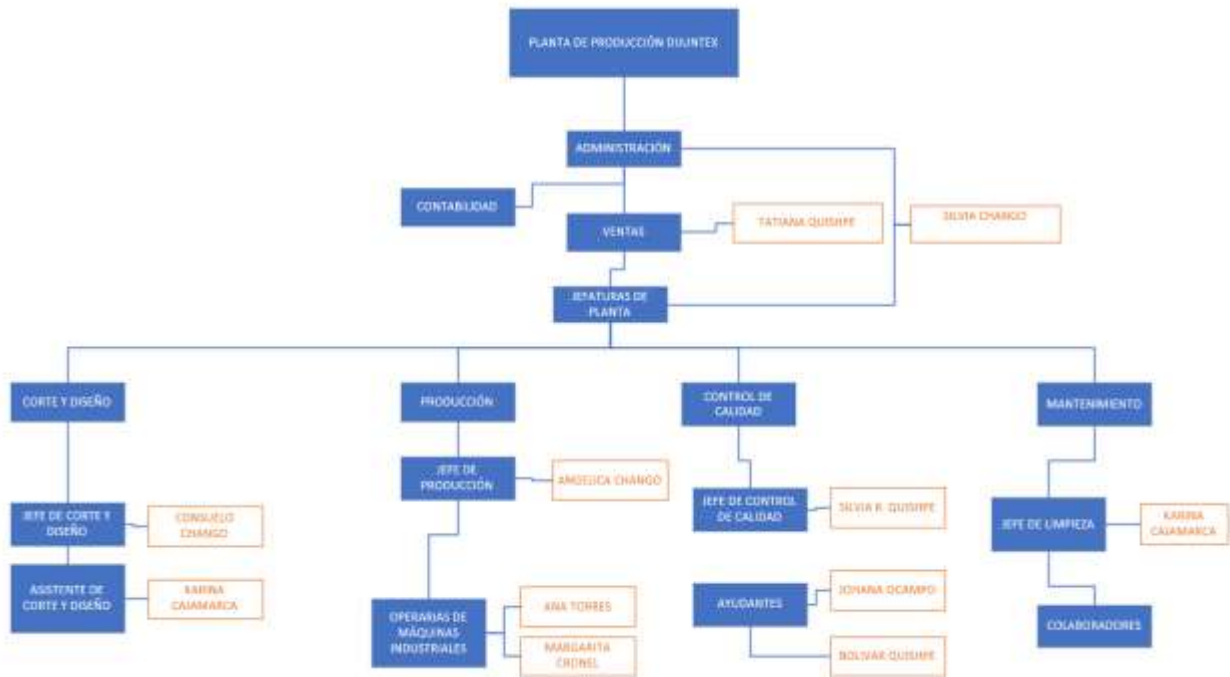 PLANTA DE PRODUCCIÓN DULINTEX
ADMINISTRACIÓN
CONTABILIDAD
VENTAS
TATIANA QUISHPE
SILVIA CHANGO
JEFATURAS DE
PLANTA
CORTE Y DISEÑO
PRODUCCIÓN
CONTROL DE
CALIDAD
MANTENIMIENTO
JEFE DE
PRODUCCIÓN
ANGELICA CHANGO
JEFE DE CORTE Y
DISEÑO
CONSUELO
CHANGO
JEFE DE CONTROL
DE CALIDAD
SILVIA R. QUISHPE
JEFE DE LIMPIEZA
KARINA
CAJAMARCA
ASISTENTE DE
CORTE Y DISEÑO
KARINA
CAJAMARCA
OPERARIAS DE
MÁQUINAS
INDUSTRIALES
ANA TORRES
MARGARITA
CRONEL
AYUDANTES
JOHANA OCAMPO
BOLIVAR QUISHPE
COLABORADORES